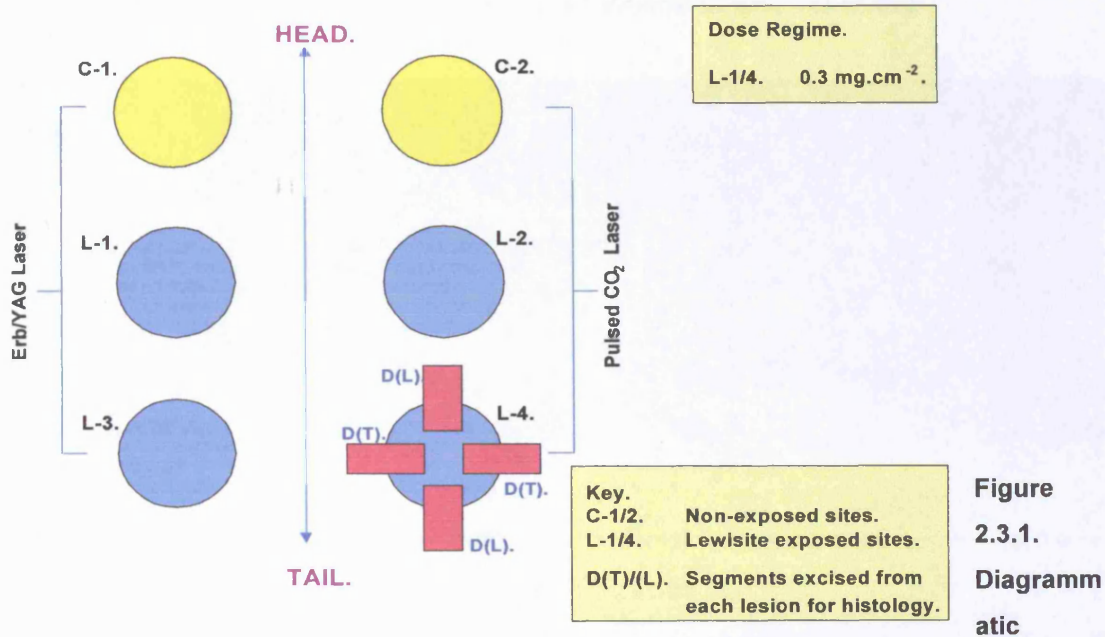 HEAD.
Dose Regime.
L-1/4. 0.3 mg.cm⁻².
C-1.
C-2.
L-1.
L-2.
Erb/YAG Laser
Pulsed CO₂ Laser
L-3.
L-4.
D(L).
D(T).
D(T).
D(L).
TAIL.
Key.
C-1/2. Non-exposed sites.
L-1/4. Lewisite exposed sites.
D(T)/(L). Segments excised from
each lesion for histology.
Figure
2.3.1.
Diagramm
atic